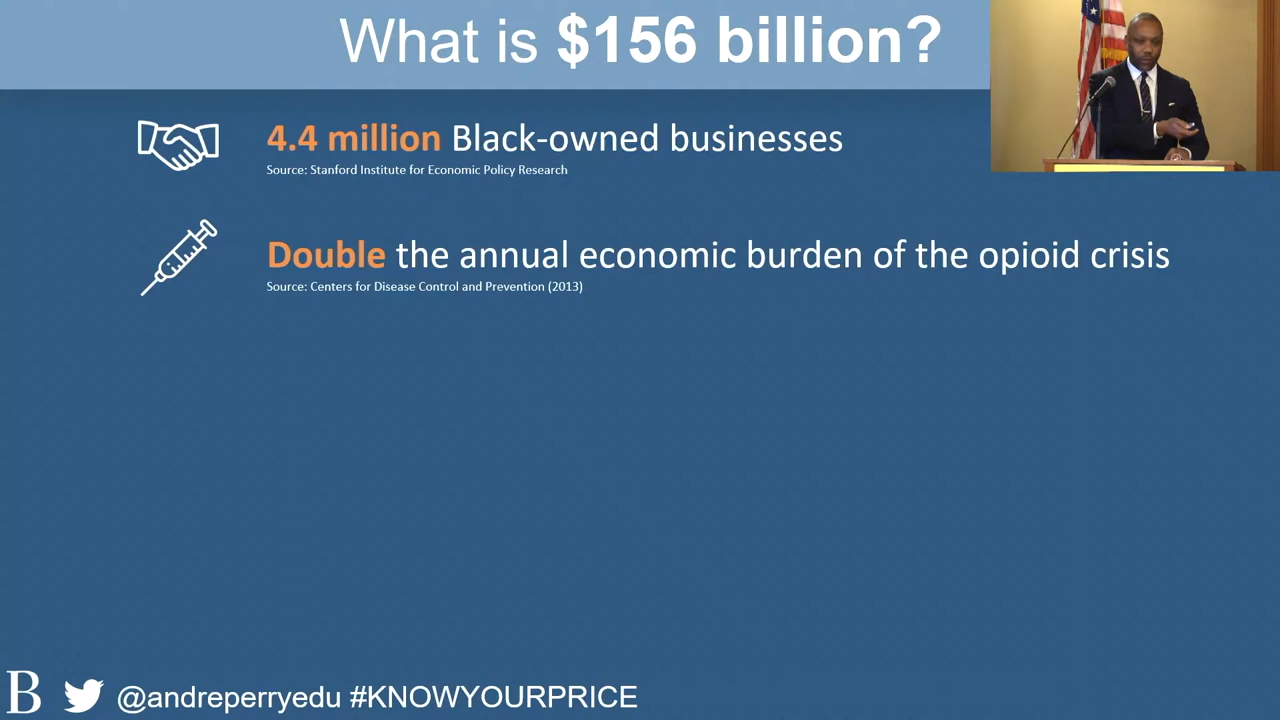 What is $156 billion?
4.4 million Black-owned businesses
Source: Stanford Institute for Economic Policy Research
Double the annual economic burden of the opioid crisis
Source: Centers for Disease Control and Prevention (2013)
B @andreperryedu #KNOWYOURPRICE